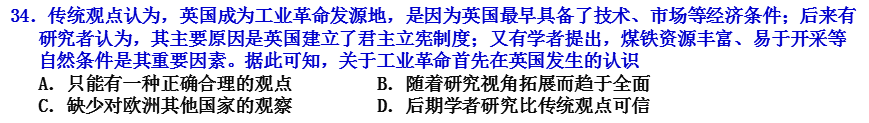 34．传统观点认为，英国成为工业革命发源地，是因为英国最早具备了技术、市场等经济条件；后来有
研究者认为，其主要原因是英国建立了君主立宪制度；又有学者提出，煤铁资源丰富、易于开采等
自然条件是其重要因素。据此可知，关于工业革命首先在英国发生的认识
A．只能有一种正确合理的观点 B．随着研究视角拓展而趋于全面
C．缺少对欧洲其他国家的观察 D．后期学者研究比传统观点可信